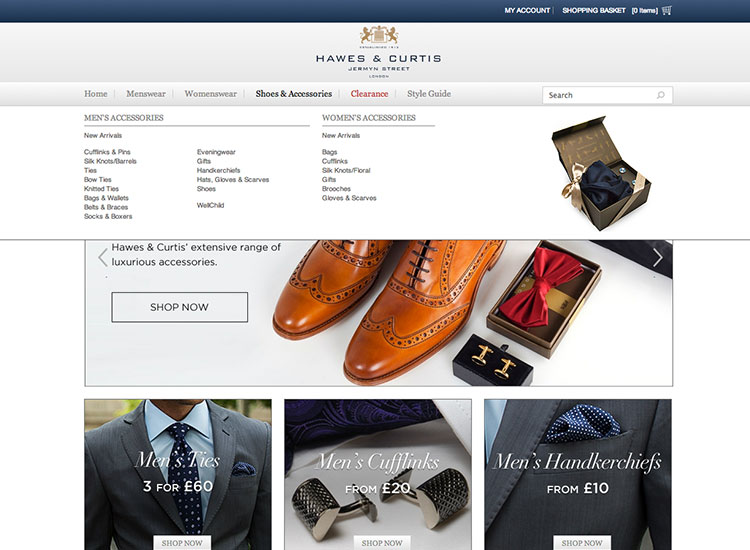 MY ACCOUNT | SHOPPING BASKET [0 Items]
ESTABLISHED 1913
HAWES & CURTIS
JERMYN STREET
LONDON
Home | Menswear | Womenswear | Shoes & Accessories | Clearance | Style Guide
Search
MEN'S ACCESSORIES
New Arrivals
Cufflinks & Pins
Silk Knots/Barrels
Ties
Bow Ties
Knitted Ties
Bags & Wallets
Belts & Braces
Socks & Boxers
Eveningwear
Gifts
Handkerchiefs
Hats, Gloves & Scarves
Shoes
WellChild
WOMEN'S ACCESSORIES
New Arrivals
Bags
Cufflinks
Silk Knots/Floral
Gifts
Brooches
Gloves & Scarves
Hawes & Curtis' extensive range of
luxurious accessories.
SHOP NOW
Men's Ties
3 FOR £60
SHOP NOW
Men's Cufflinks
FROM £20
SHOP NOW
Men's Handkerchiefs
FROM £10
SHOP NOW